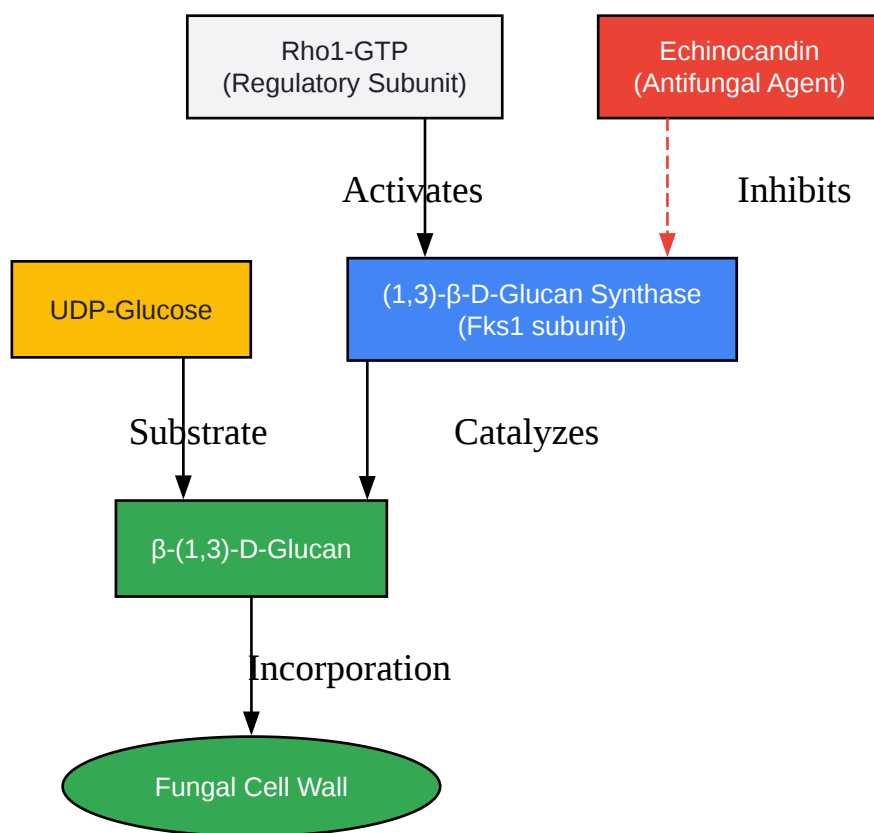 Rho1-GTP
(Regulatory Subunit)
Echinocandin
(Antifungal Agent)
Activates
Inhibits
UDP-Glucose
(1,3)-β-D-Glucan Synthase
(Fks1 subunit)
Substrate
Catalyzes
β-(1,3)-D-Glucan
Incorporation
Fungal Cell Wall